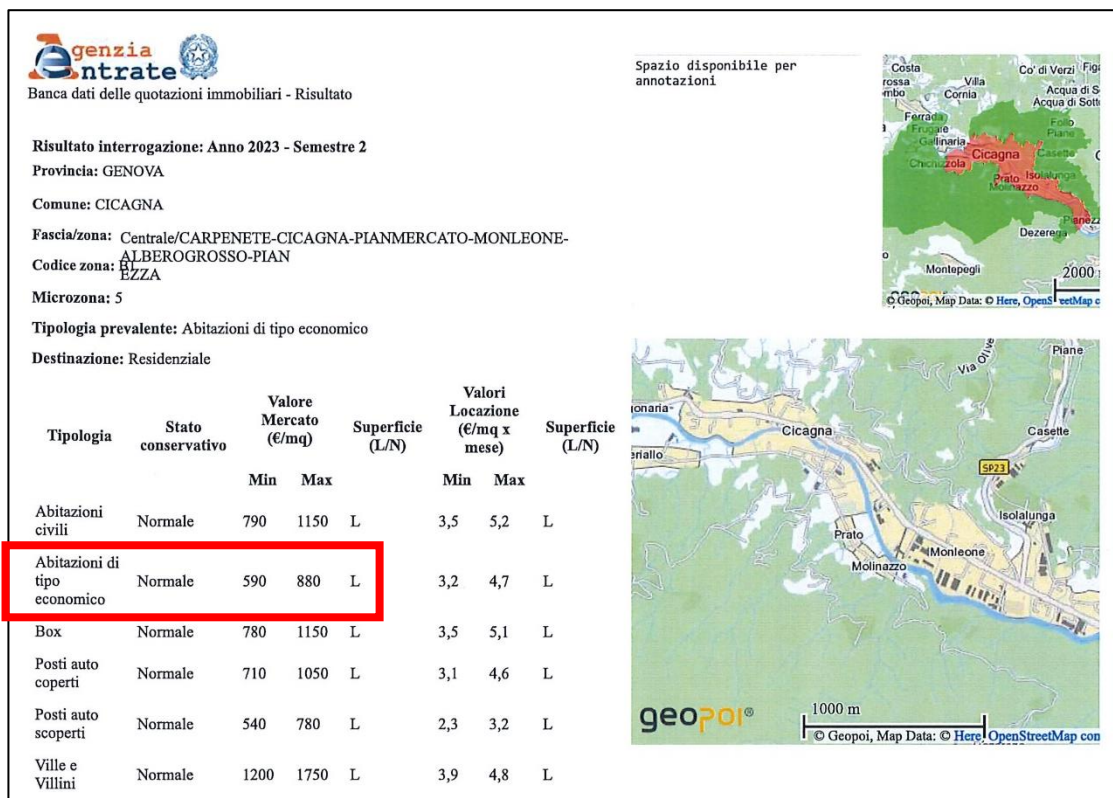 Agenzia
Entrate
Banca dati delle quotazioni immobiliari - Risultato
Spazio disponibile per
annotazioni
Risultato interrogazione: Anno 2023 - Semestre 2
Provincia: GENOVA
Comune: CICAGNA
Fascia/zona: Centrale/CARPENETE-CICAGNA-PIANMERCATO-MONLEONE-
ALBEROGROSSO-PIAN
EZZA
Codice zona: B1
Microzona: 5
Tipologia prevalente: Abitazioni di tipo economico
Destinazione: Residenziale
Tipologia Stato conservativo Valore Mercato (€/mq) Superficie (L/N) Valori Locazione (€/mq x mese) Superficie (L/N)
Min Max Min Max
Abitazioni civili Normale 790 1150 L 3,5 5,2 L
Abitazioni di tipo economico Normale 590 880 L 3,2 4,7 L
Box Normale 780 1150 L 3,5 5,1 L
Posti auto coperti Normale 710 1050 L 3,1 4,6 L
Posti auto scoperti Normale 540 780 L 2,3 3,2 L
Ville e Villini Normale 1200 1750 L 3,9 4,8 L
Costa
Villa
Cornia
Co' di Verzi
Acqua di
Acqua di Sott
Ferrada
Frugale
Gallinaria
Chichizzola
Cicagna
Follo
Piane
Casette
Prato
Molinazzo
Isolalunga
Pianezza
Dezerega
Montepegli
2000
geopoi
© Geopoi, Map Data: © Here, OpenStreetMap c
Via Olive
Piane
gonaria
Cicagna
eriallo
Casette
SP23
Isolalunga
Prato
Monleone
Molinazzo
geopoi®
1000 m
© Geopoi, Map Data: © Here, OpenStreetMap con